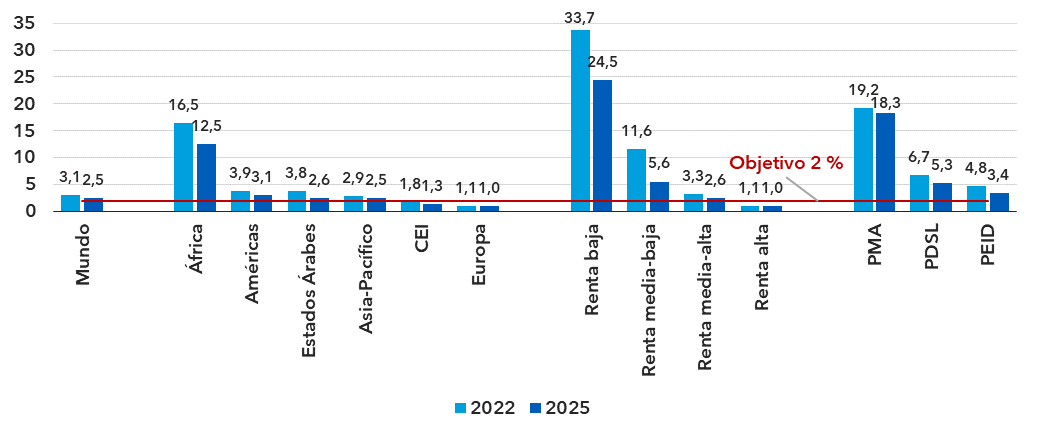 35
30
25
20
15
10
5
0
3,1 2,5
16,5 12,5
3,9 3,1
3,8 2,6
2,9 2,5
1,8 1,3
1,1 1,0
33,7 24,5
11,6 5,6
3,3 2,6
1,1 1,0
19,2 18,3
6,7 5,3
4,8 3,4
Objetivo 2 %
Mundo
África
Américas
Estados Árabes
Asia-Pacífico
CEI
Europa
Renta baja
Renta media-baja
Renta media-alta
Renta alta
PMA
PDSL
PEID
2022 2025